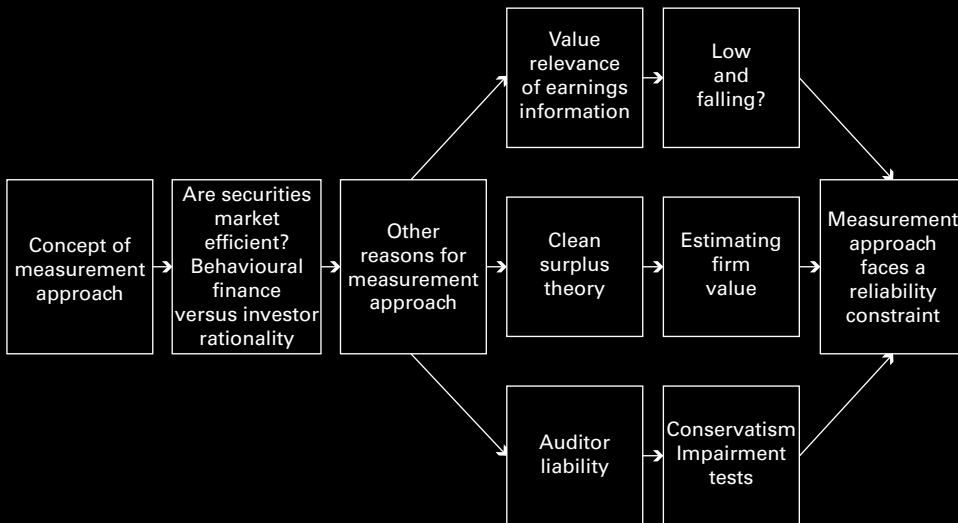 Concept of
measurement
approach
Are securities
market
efficient?
Behavioural
finance
versus investor
rationality
Other
reasons for
measurement
approach
Value
relevance
of earnings
information
Low
and
falling?
Clean
surplus
theory
Estimating
firm
value
Auditor
liability
Conservatism
Impairment
tests
Measurement
approach
faces a
reliability
constraint